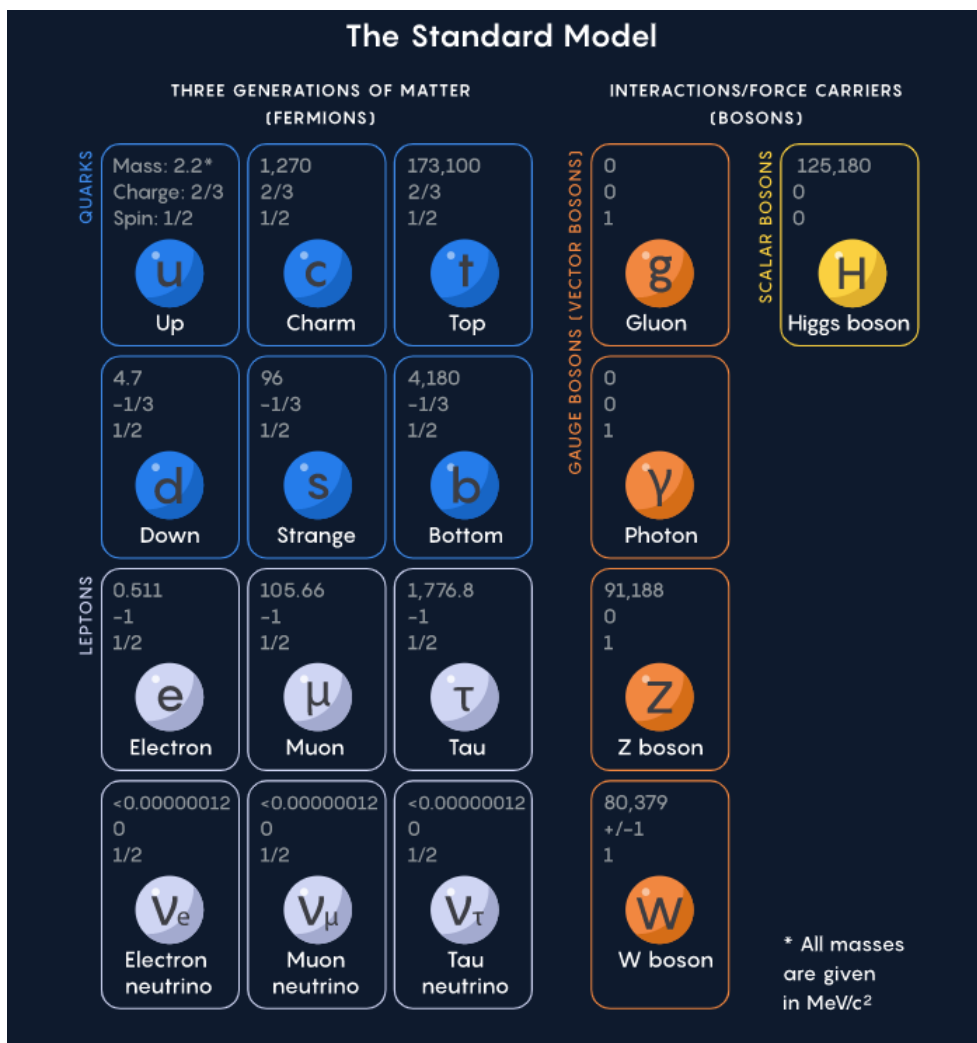 The Standard Model
THREE GENERATIONS OF MATTER
(FERMIONS)
INTERACTIONS/FORCE CARRIERS
(BOSONS)
QUARKS
Mass: 2.2*
Charge: 2/3
Spin: 1/2
u
Up
1,270
2/3
1/2
c
Charm
173,100
2/3
1/2
t
Top
GAUGE BOSONS (VECTOR BOSONS)
0
0
1
g
Gluon
SCALAR BOSONS
125,180
0
0
H
Higgs boson
4.7
-1/3
1/2
d
Down
96
-1/3
1/2
s
Strange
4,180
-1/3
1/2
b
Bottom
0
0
1
γ
Photon
LEPTONS
0.511
-1
1/2
e
Electron
105.66
-1
1/2
μ
Muon
1,776.8
-1
1/2
τ
Tau
91,188
0
1
Z
Z boson
<0.00000012
0
1/2
νe
Electron
neutrino
<0.00000012
0
1/2
νμ
Muon
neutrino
<0.00000012
0
1/2
ντ
Tau
neutrino
80,379
+/-1
1
W
W boson
* All masses
are given
in MeV/c²